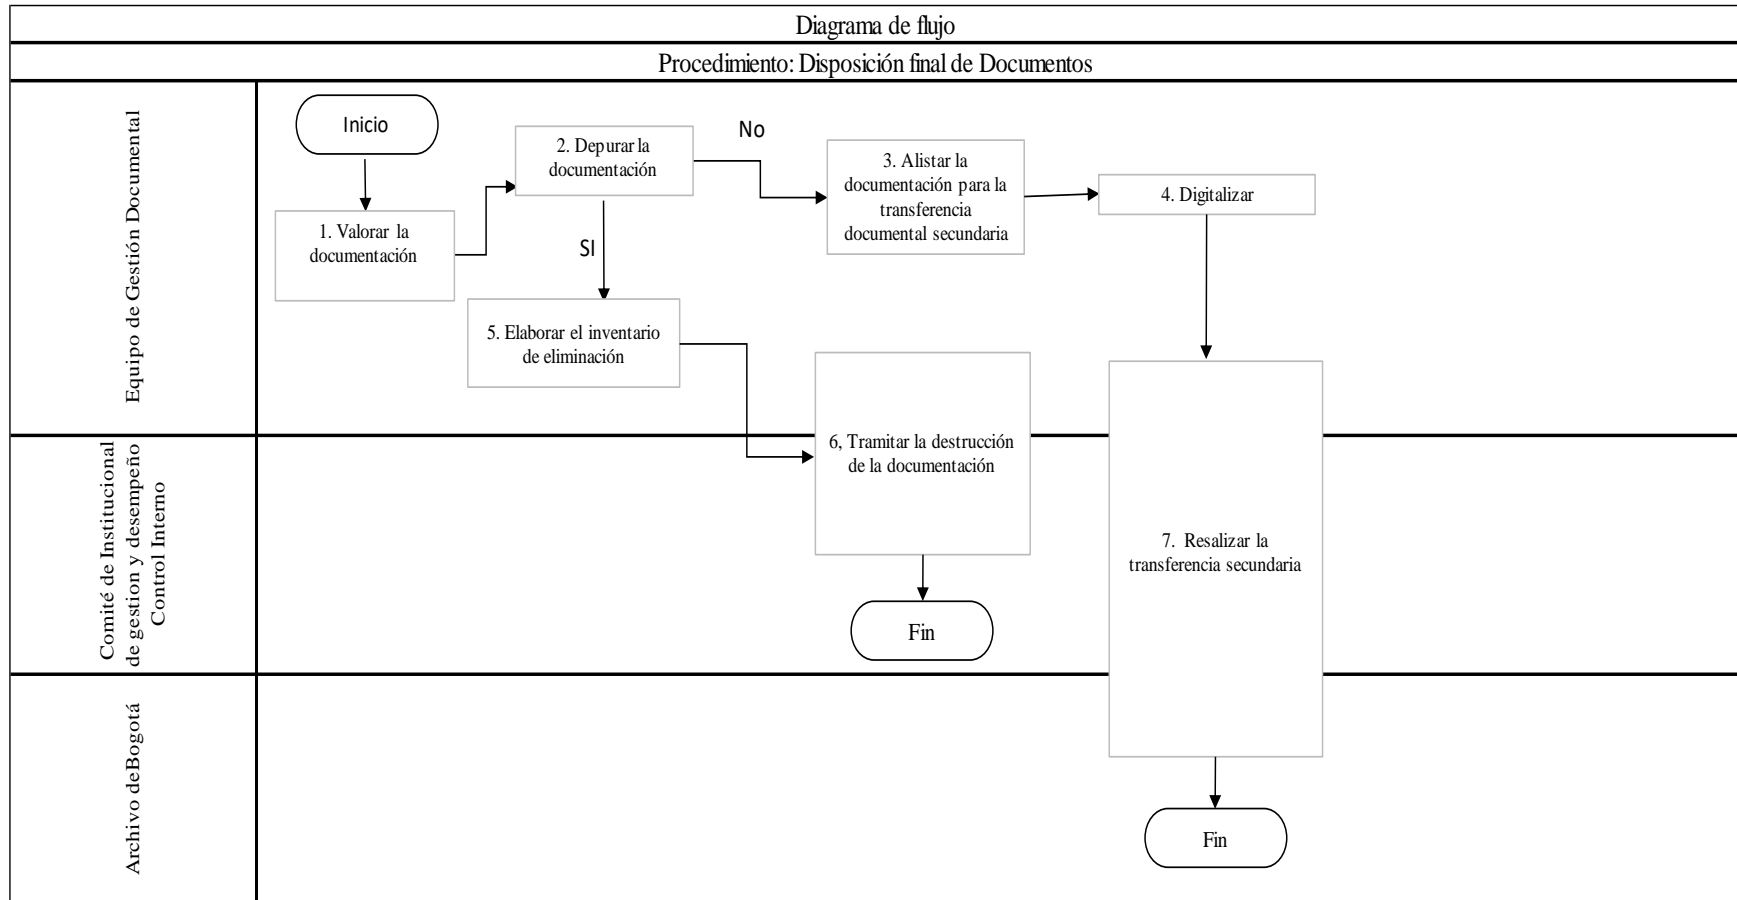 Diagrama de flujo
Procedimiento: Disposición final de Documentos
Equipo de Gestión Documental
Inicio
1. Valorar la
documentación
2. Depurar la
documentación
No
SI
3. Alistar la
documentación para la
transferencia
documental secundaria
4. Digitalizar
5. Elaborar el inventario
de eliminación
Comité de Institucional
de gestion y desempeño
Control Interno
6, Tramitar la destrucción
de la documentación
Fin
7. Resalizar la
transferencia secundaria
Archivo deBogotá
Fin